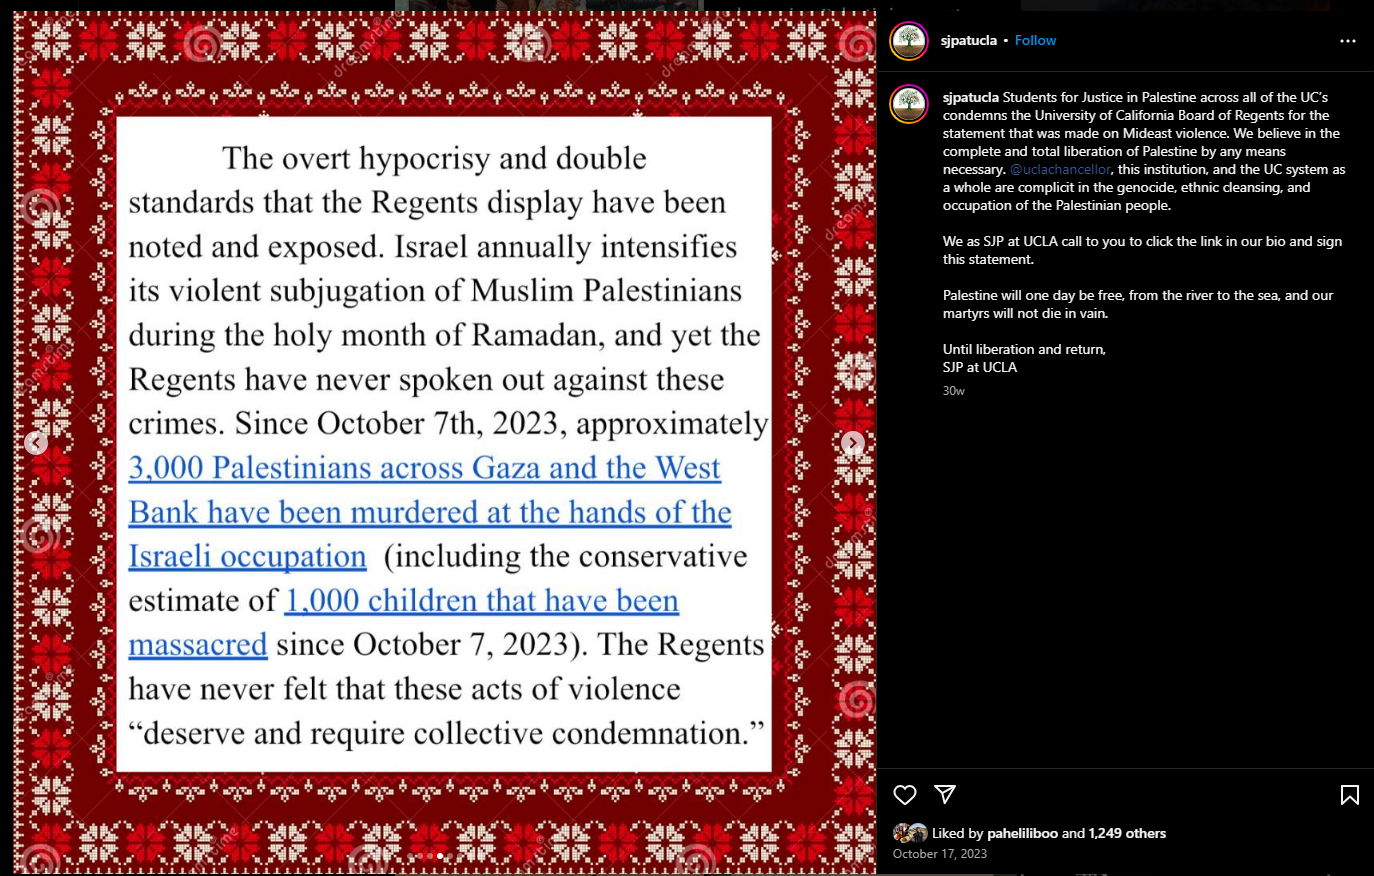 The overt hypocrisy and double
standards that the Regents display have been
noted and exposed. Israel annually intensifies
its violent subjugation of Muslim Palestinians
during the holy month of Ramadan, and yet the
Regents have never spoken out against these
crimes. Since October 7th, 2023, approximately
3,000 Palestinians across Gaza and the West
Bank have been murdered at the hands of the
Israeli occupation (including the conservative
estimate of 1,000 children that have been
massacred since October 7, 2023). The Regents
have never felt that these acts of violence
“deserve and require collective condemnation.”
sjpatucla • Follow
sjpatucla Students for Justice in Palestine across all of the UC’s
condemns the University of California Board of Regents for the
statement that was made on Mideast violence. We believe in the
complete and total liberation of Palestine by any means
necessary. @uclachancellor, this institution, and the UC system as
a whole are complicit in the genocide, ethnic cleansing, and
occupation of the Palestinian people.
We as SJP at UCLA call to you to click the link in our bio and sign
this statement.
Palestine will one day be free, from the river to the sea, and our
martyrs will not die in vain.
Until liberation and return,
SJP at UCLA
30w
Liked by paheliliboo and 1,249 others
October 17, 2023